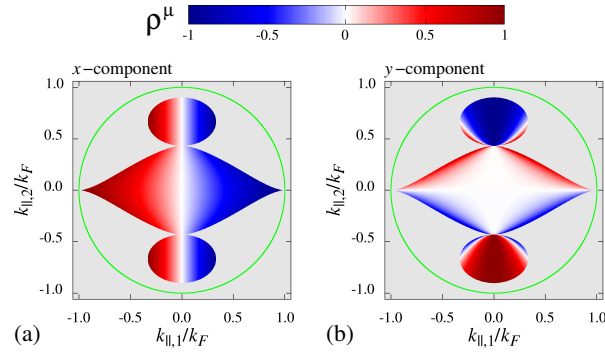 ρ^μ
-1 -0.5 0 0.5 1
x-component y-component
1.0 1.0
0.5 0.5
0.0 0.0
-0.5 -0.5
-1.0 -1.0
k_{||,2}/k_F k_{||,2}/k_F
-1.0 -0.5 0.0 0.5 1.0 -1.0 -0.5 0.0 0.5 1.0
(a) k_{||,1}/k_F (b) k_{||,1}/k_F